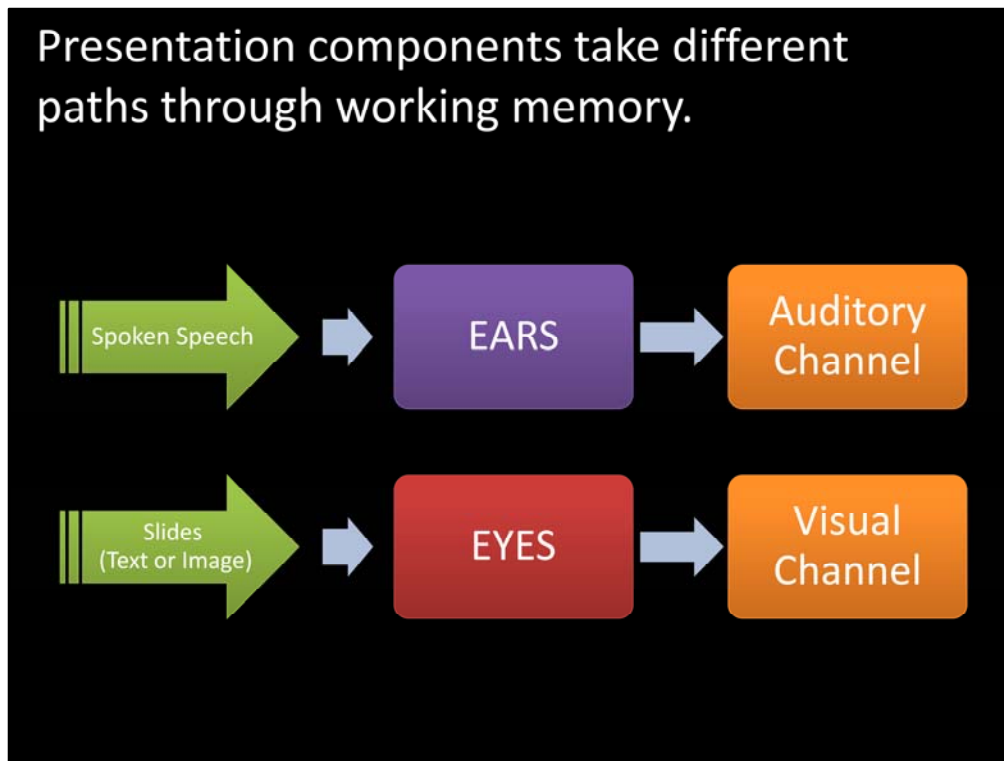 Presentation components take different
paths through working memory.
Spoken Speech
EARS
Auditory
Channel
Slides
(Text or Image)
EYES
Visual
Channel